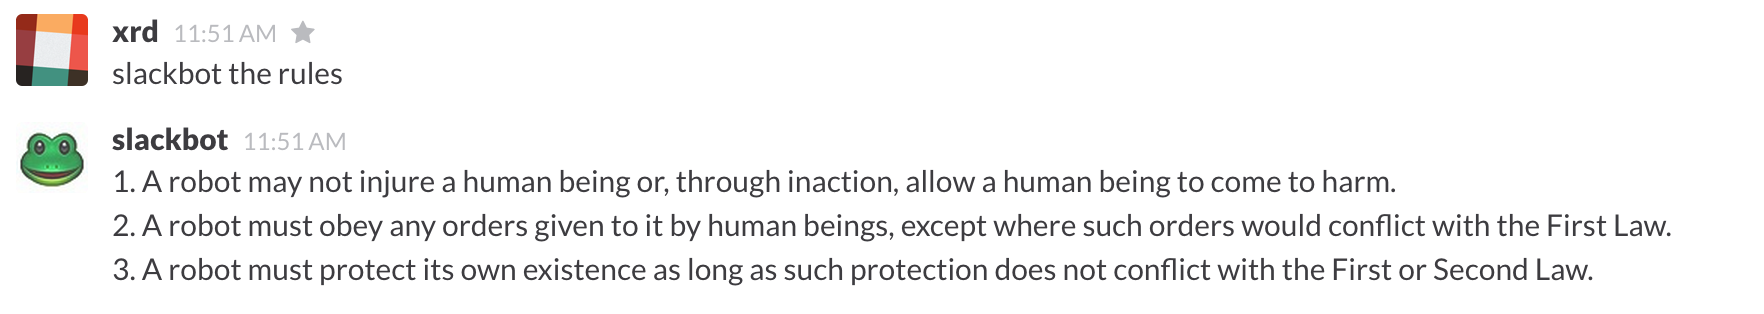 xrd 11:51 AM
slackbot the rules
slackbot 11:51 AM
1. A robot may not injure a human being or, through inaction, allow a human being to come to harm.
2. A robot must obey any orders given to it by human beings, except where such orders would conflict with the First Law.
3. A robot must protect its own existence as long as such protection does not conflict with the First or Second Law.